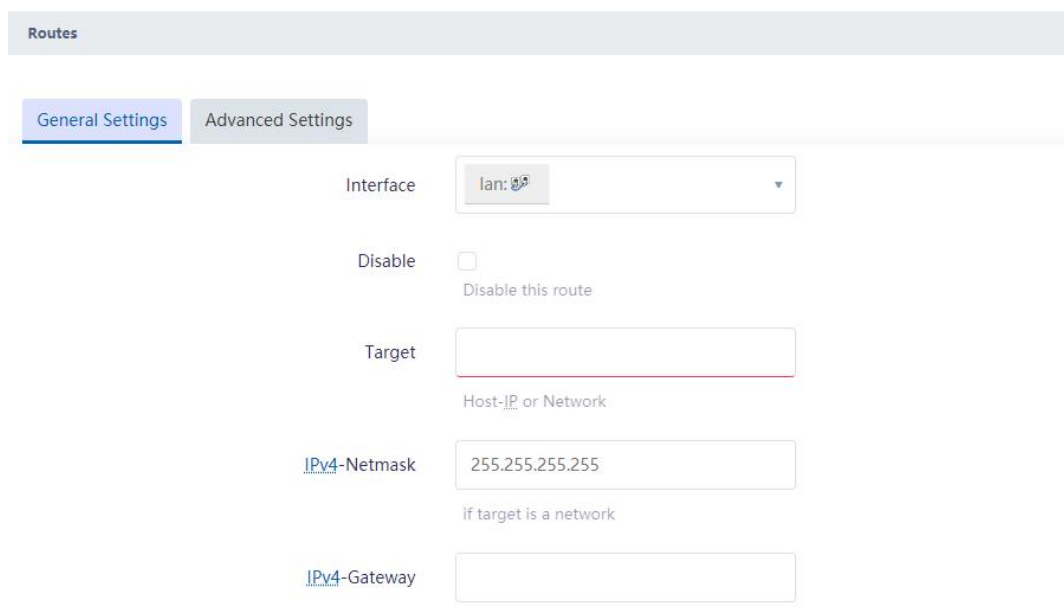 Routes
General Settings Advanced Settings
Interface lan:
Disable
Disable this route
Target
Host-IP or Network
IPv4-Netmask 255.255.255.255
if target is a network
IPv4-Gateway